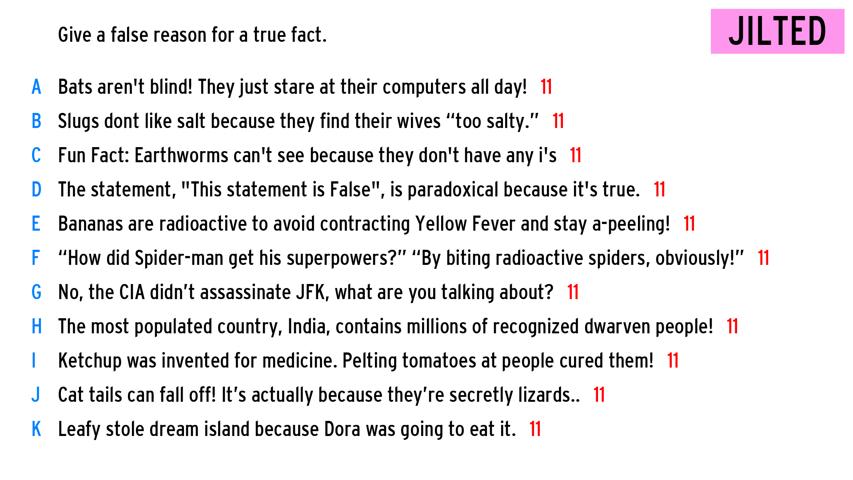 Give a false reason for a true fact.
JILTED
A Bats aren't blind! They just stare at their computers all day! 11
B Slugs dont like salt because they find their wives “too salty.” 11
C Fun Fact: Earthworms can't see because they don't have any i's 11
D The statement, "This statement is False", is paradoxical because it's true. 11
E Bananas are radioactive to avoid contracting Yellow Fever and stay a-peeling! 11
F “How did Spider-man get his superpowers?” “By biting radioactive spiders, obviously!” 11
G No, the CIA didn’t assassinate JFK, what are you talking about? 11
H The most populated country, India, contains millions of recognized dwarven people! 11
I Ketchup was invented for medicine. Pelting tomatoes at people cured them! 11
J Cat tails can fall off! It’s actually because they’re secretly lizards.. 11
K Leafy stole dream island because Dora was going to eat it. 11